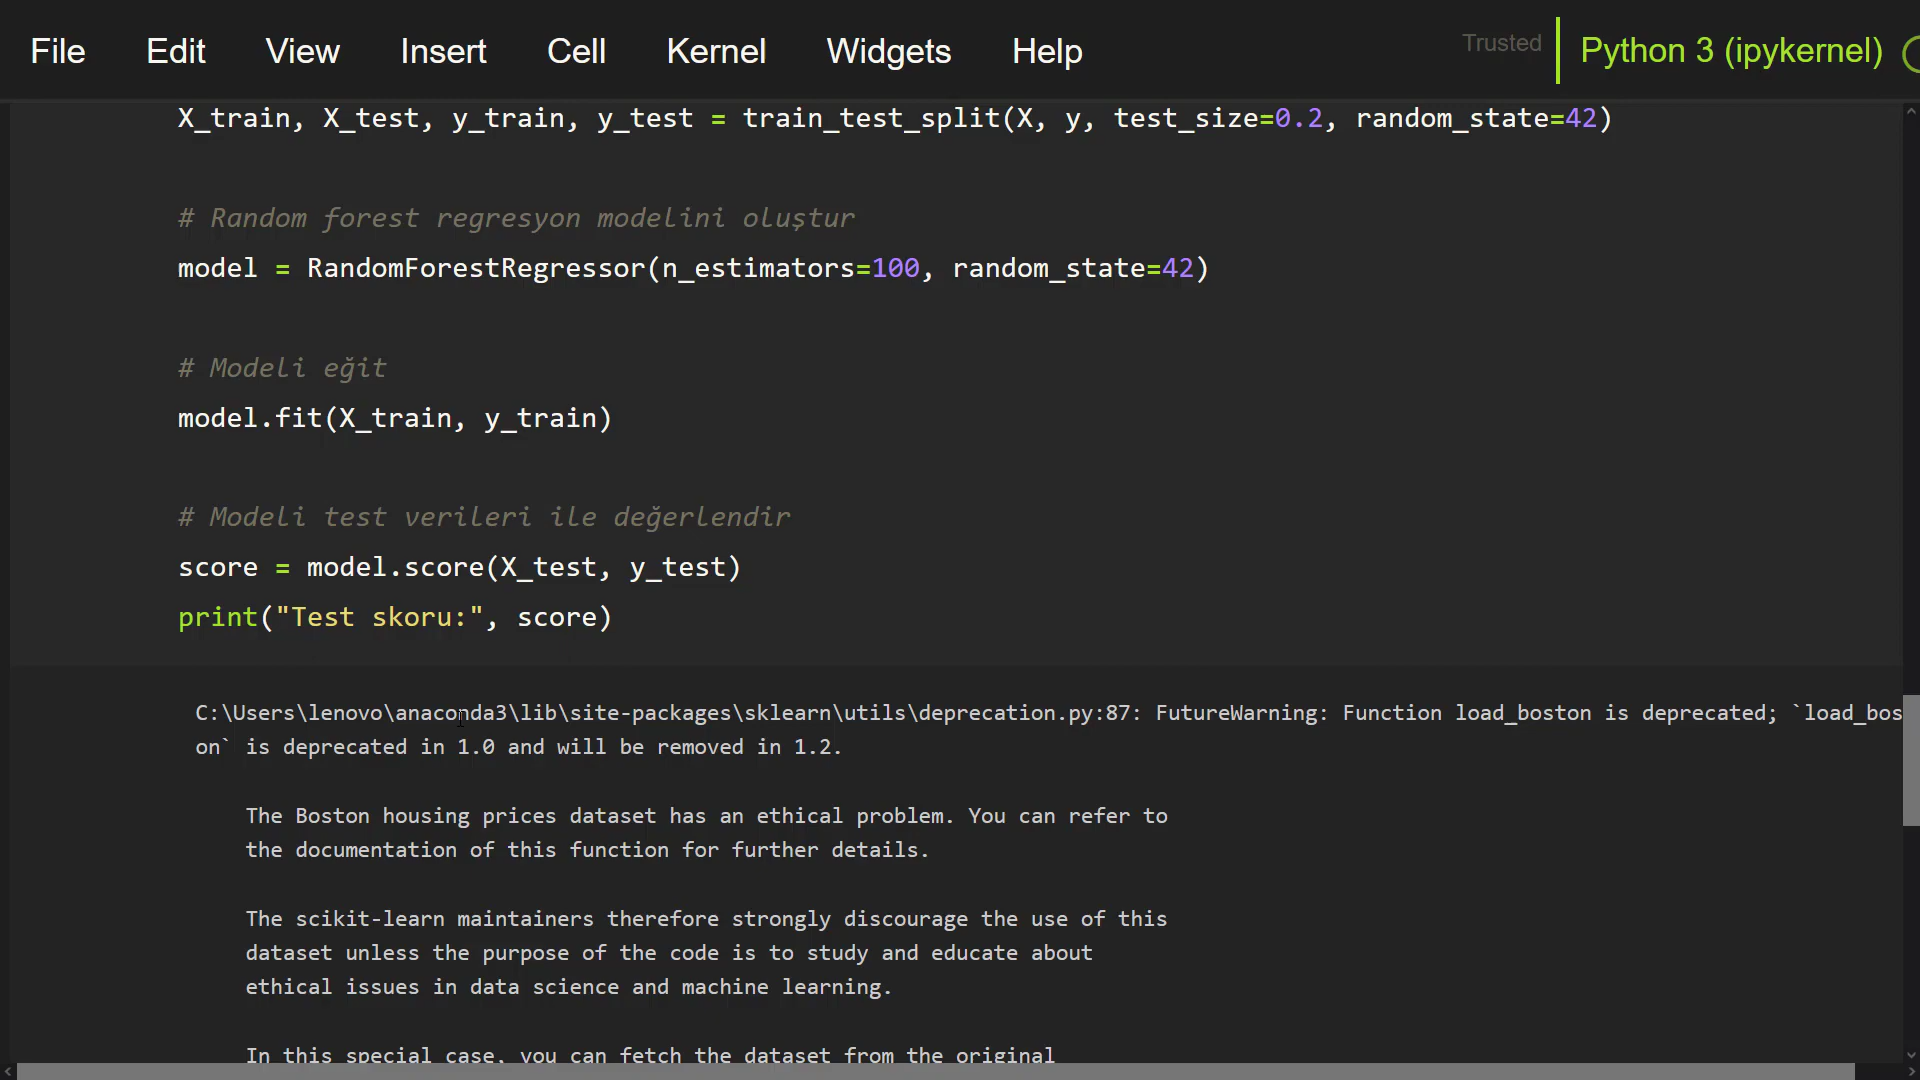 File Edit View Insert Cell Kernel Widgets Help Trusted Python 3 (ipykernel)
X_train, X_test, y_train, y_test = train_test_split(X, y, test_size=0.2, random_state=42)
# Random forest regresyon modelini oluştur
model = RandomForestRegressor(n_estimators=100, random_state=42)
# Modeli eğit
model.fit(X_train, y_train)
# Modeli test verileri ile değerlendir
score = model.score(X_test, y_test)
print("Test skoru:", score)
C:\Users\lenovo\anaconda3\lib\site-packages\sklearn\utils\deprecation.py:87: FutureWarning: Function load_boston is deprecated; `load_bos
on` is deprecated in 1.0 and will be removed in 1.2.
The Boston housing prices dataset has an ethical problem. You can refer to
the documentation of this function for further details.
The scikit-learn maintainers therefore strongly discourage the use of this
dataset unless the purpose of the code is to study and educate about
ethical issues in data science and machine learning.
In this special case, you can fetch the dataset from the original